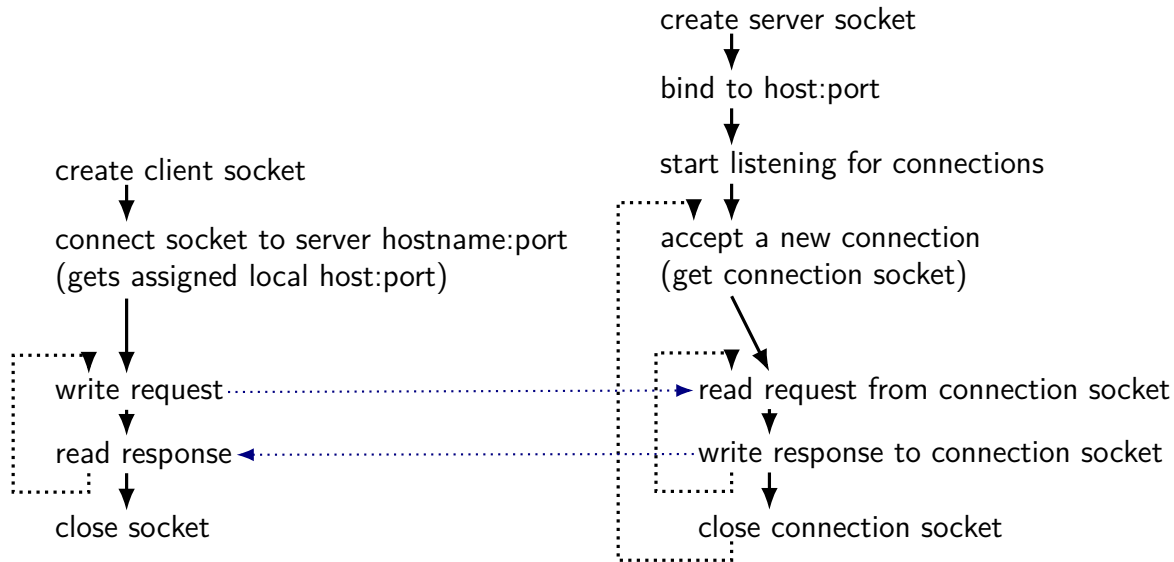 create client socket
connect socket to server hostname:port
(gets assigned local host:port)
write request
read response
close socket
create server socket
bind to host:port
start listening for connections
accept a new connection
(get connection socket)
read request from connection socket
write response to connection socket
close connection socket